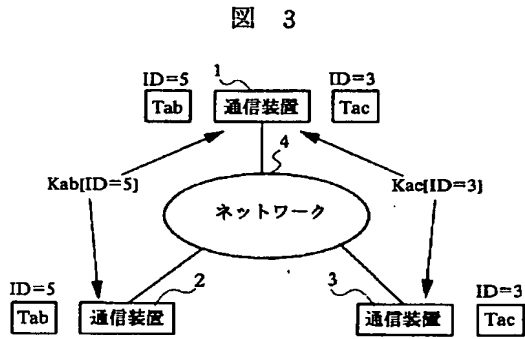 図 3
ID=5 1 ID=3
Tab 通信装置 Tac
4
Kab[ID=5] Kac[ID=3]
ネットワーク
ID=5 2 3 ID=3
Tab 通信装置 通信装置 Tac